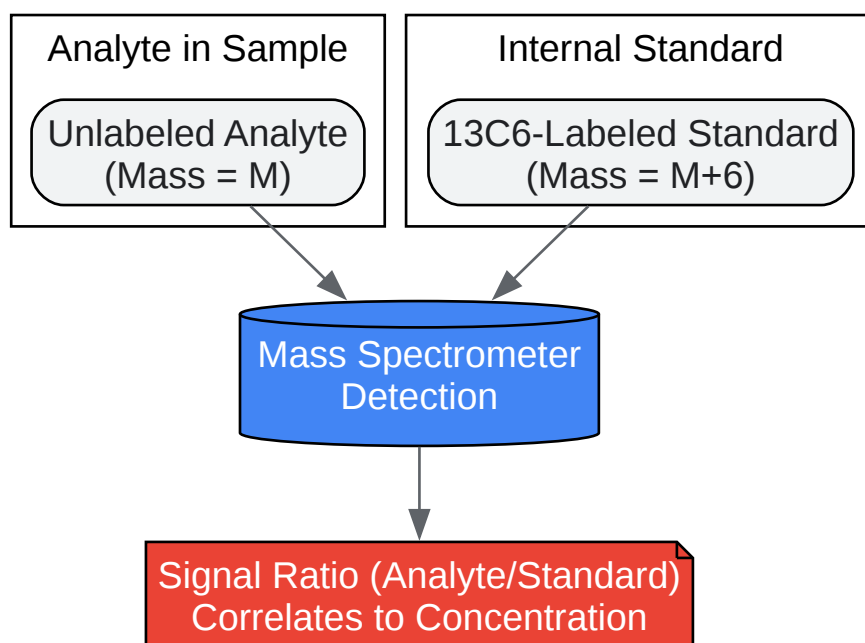 Analyte in Sample
Internal Standard
Unlabeled Analyte
(Mass = M)
13C6-Labeled Standard
(Mass = M+6)
Mass Spectrometer
Detection
Signal Ratio (Analyte/Standard)
Correlates to Concentration